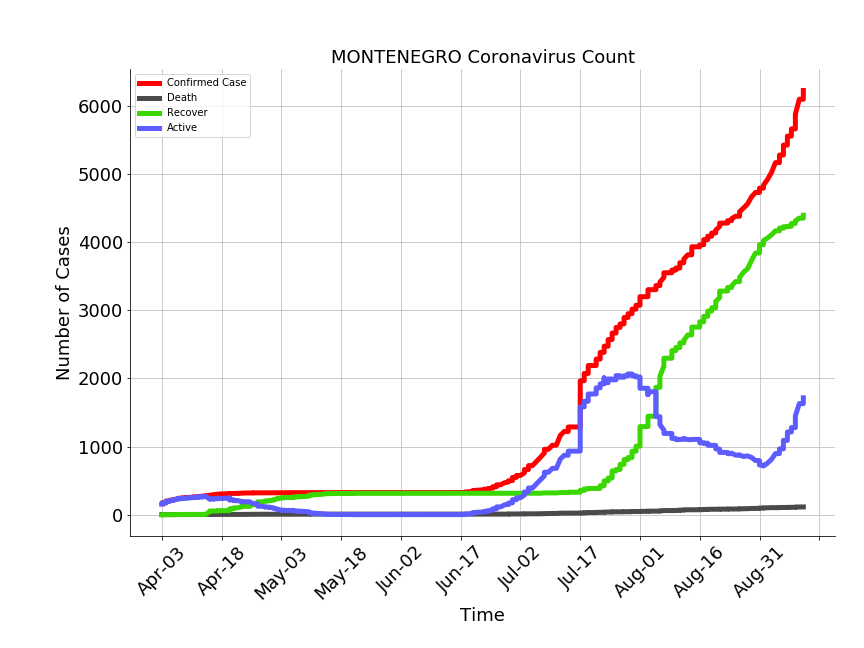 MONTENEGRO Coronavirus Count
Confirmed Case
Death
Recover
Active
6000
5000
4000
3000
2000
1000
0
Number of Cases
Apr-03
Apr-18
May-03
May-18
Jun-02
Jun-17
Jul-02
Jul-17
Aug-01
Aug-16
Aug-31
Time